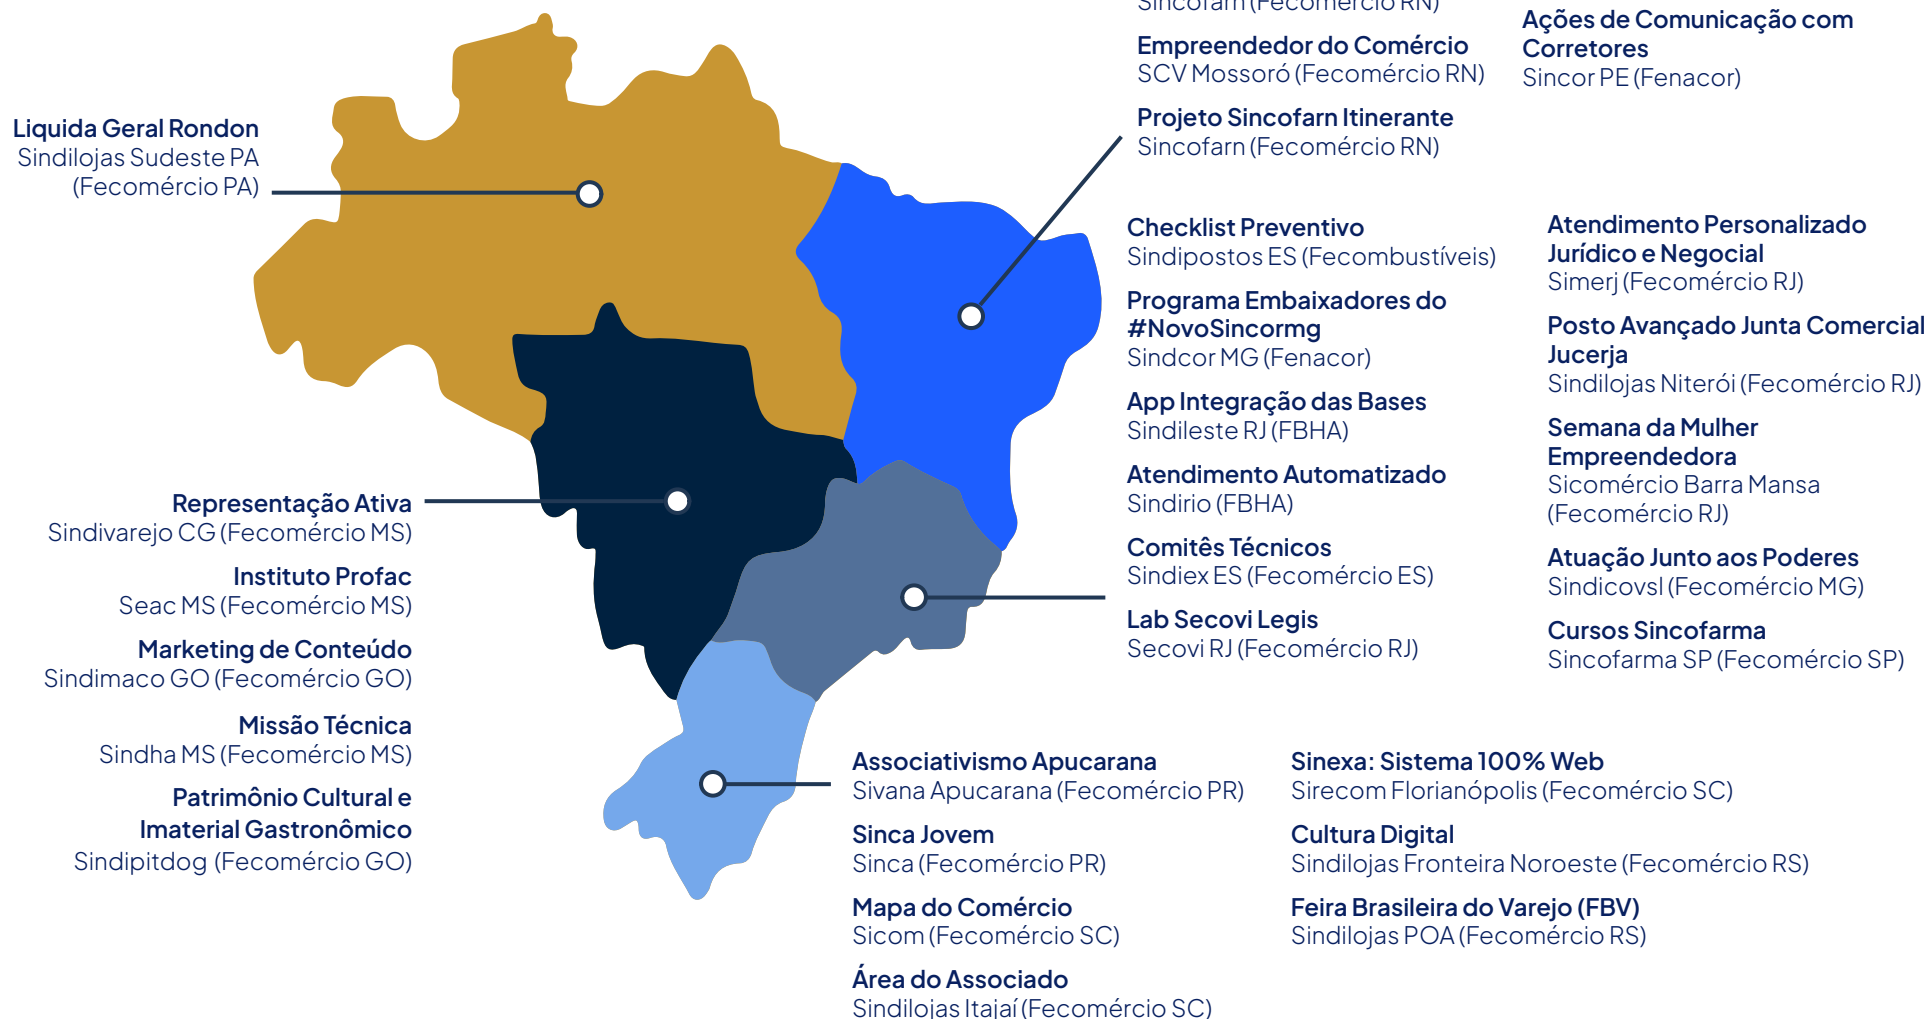 Liquida Geral Rondon
Sindilojas Sudeste PA
(Fecomércio PA)
Representação Ativa
Sindivarejo CG (Fecomércio MS)
Instituto Profac
Seac MS (Fecomércio MS)
Marketing de Conteúdo
Sindimaco GO (Fecomércio GO)
Missão Técnica
Sindha MS (Fecomércio MS)
Patrimônio Cultural e
Imaterial Gastronômico
Sindipitdog (Fecomércio GO)
Sincofarn (Fecomércio RN)
Empreendedor do Comércio
SCV Mossoró (Fecomércio RN)
Projeto Sincofarn Itinerante
Sincofarn (Fecomércio RN)
Ações de Comunicação com
Corretores
Sincor PE (Fenacor)
Checklist Preventivo
Sindipostos ES (Fecombustíveis)
Programa Embaixadores do
#NovoSincormg
Sindcor MG (Fenacor)
App Integração das Bases
Sindileste RJ (FBHA)
Atendimento Automatizado
Sindirio (FBHA)
Comitês Técnicos
Sindiex ES (Fecomércio ES)
Lab Secovi Legis
Secovi RJ (Fecomércio RJ)
Atendimento Personalizado
Jurídico e Negocial
Simerj (Fecomércio RJ)
Posto Avançado Junta Comercial
Jucerja
Sindilojas Niterói (Fecomércio RJ)
Semana da Mulher
Empreendedora
Sicomércio Barra Mansa
(Fecomércio RJ)
Atuação Junto aos Poderes
Sindicovsl (Fecomércio MG)
Cursos Sincofarma
Sincofarma SP (Fecomércio SP)
Associativismo Apucarana
Sivana Apucarana (Fecomércio PR)
Sinca Jovem
Sinca (Fecomércio PR)
Mapa do Comércio
Sicom (Fecomércio SC)
Área do Associado
Sindilojas Itajaí (Fecomércio SC)
Sinexa: Sistema 100% Web
Sirecom Florianópolis (Fecomércio SC)
Cultura Digital
Sindilojas Fronteira Noroeste (Fecomércio RS)
Feira Brasileira do Varejo (FBV)
Sindilojas POA (Fecomércio RS)